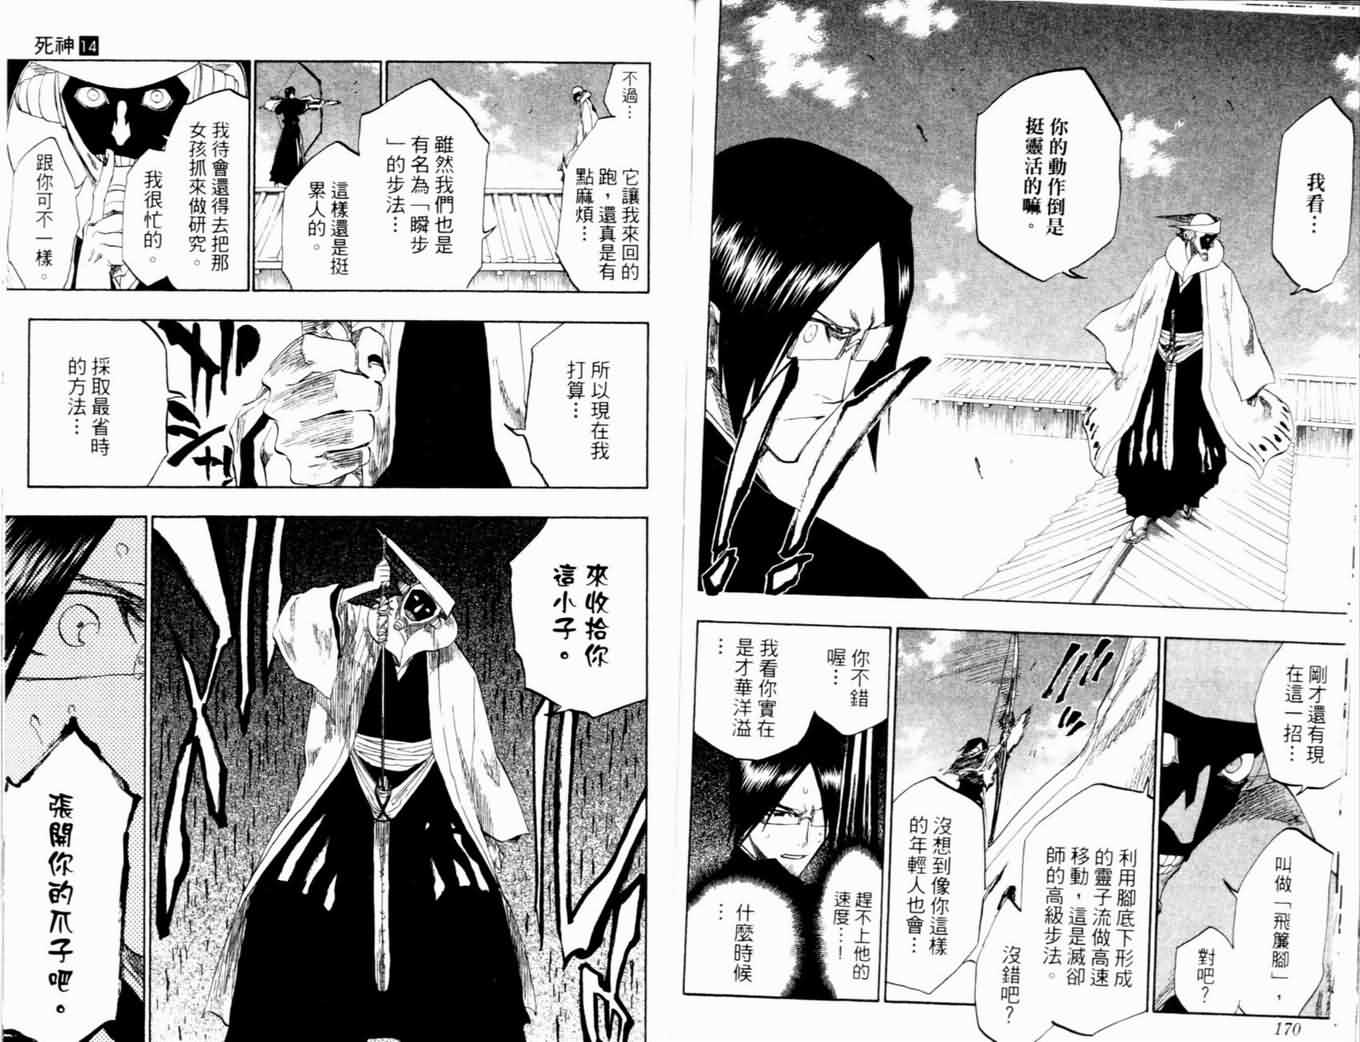 我看…
你的動作倒是
挺靈活的嘛。
剛才還有現
在這一招…
叫做「飛簾腳」，
對吧？
利用腳底下形成
的靈子流做高速
移動，這是滅卻
師的高級步法。
沒錯吧？
沒想到像你這樣
的年輕人也會…
你不錯
喔…
我看你實在
是才華洋溢
…
趕不上他的
速度…！
什麼時候
…
170
死神14
不過…
它讓我來回的
跑，還真是有
點麻煩…
雖然我們也是
有名為「瞬步
」的步法…
這樣還是挺
累人的。
我待會還得去把那
女孩抓來做研究。
我很忙的。
跟你可不一樣。
所以現在我
打算…
採取最省時
的方法…
來收拾你
這小子。
張開你的爪子吧。